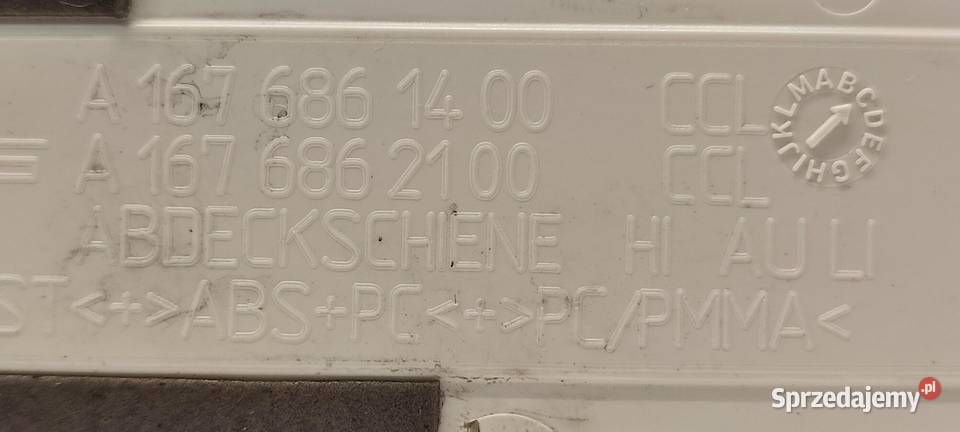 A 167 686 14 00 CCL
A 167 686 21 00 CCL
ABDECKSCHIENE HI AU LI
ST<+>ABS+PC<+>PC/PMMA<
ABCDEFGHIJKLM
Sprzedajemy.pl